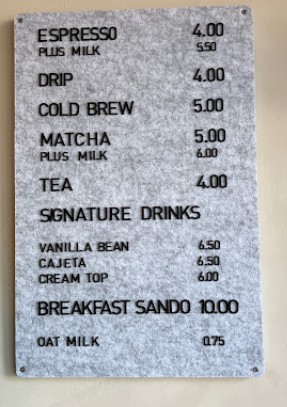 ESPRESSO 4.00
PLUS MILK 5.50
DRIP 4.00
COLD BREW 5.00
MATCHA 5.00
PLUS MILK 6.00
TEA 4.00
SIGNATURE DRINKS
VANILLA BEAN 6.50
CAJETA 6.50
CREAM TOP 6.00
BREAKFAST SANDO 10.00
OAT MILK 0.75